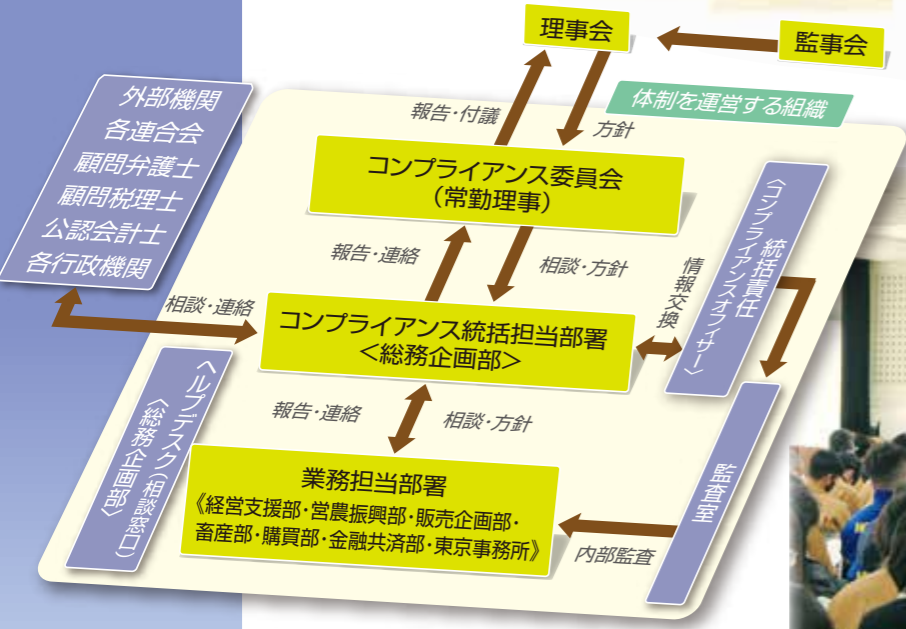 理事会
監事会
体制を運営する組織
報告・付議
方針
外部機関
各連合会
顧問弁護士
顧問税理士
公認会計士
各行政機関
コンプライアンス委員会
（常勤理事）
統括責任
〈コンプライアンスオフィサー〉
報告・連絡
相談・方針
情報交換
相談・連絡
コンプライアンス統括担当部署
＜総務企画部＞
ヘルプデスク（相談窓口）
〈総務企画部〉
報告・連絡
相談・方針
業務担当部署
《経営支援部・営農振興部・販売企画部・
畜産部・購買部・金融共済部・東京事務所》
監査室
内部監査